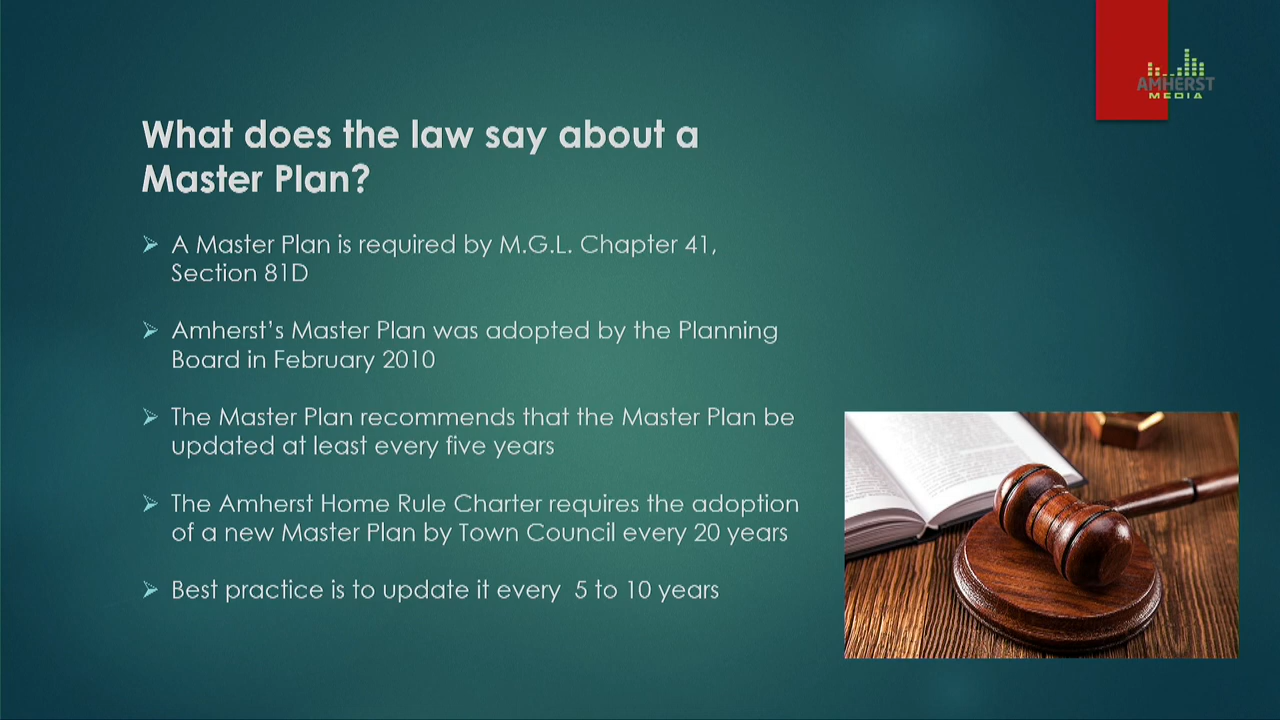 AMHERST
MEDIA
What does the law say about a
Master Plan?
A Master Plan is required by M.G.L. Chapter 41,
Section 81D
Amherst's Master Plan was adopted by the Planning
Board in February 2010
The Master Plan recommends that the Master Plan be
updated at least every five years
The Amherst Home Rule Charter requires the adoption
of a new Master Plan by Town Council every 20 years
Best practice is to update it every  5 to 10 years